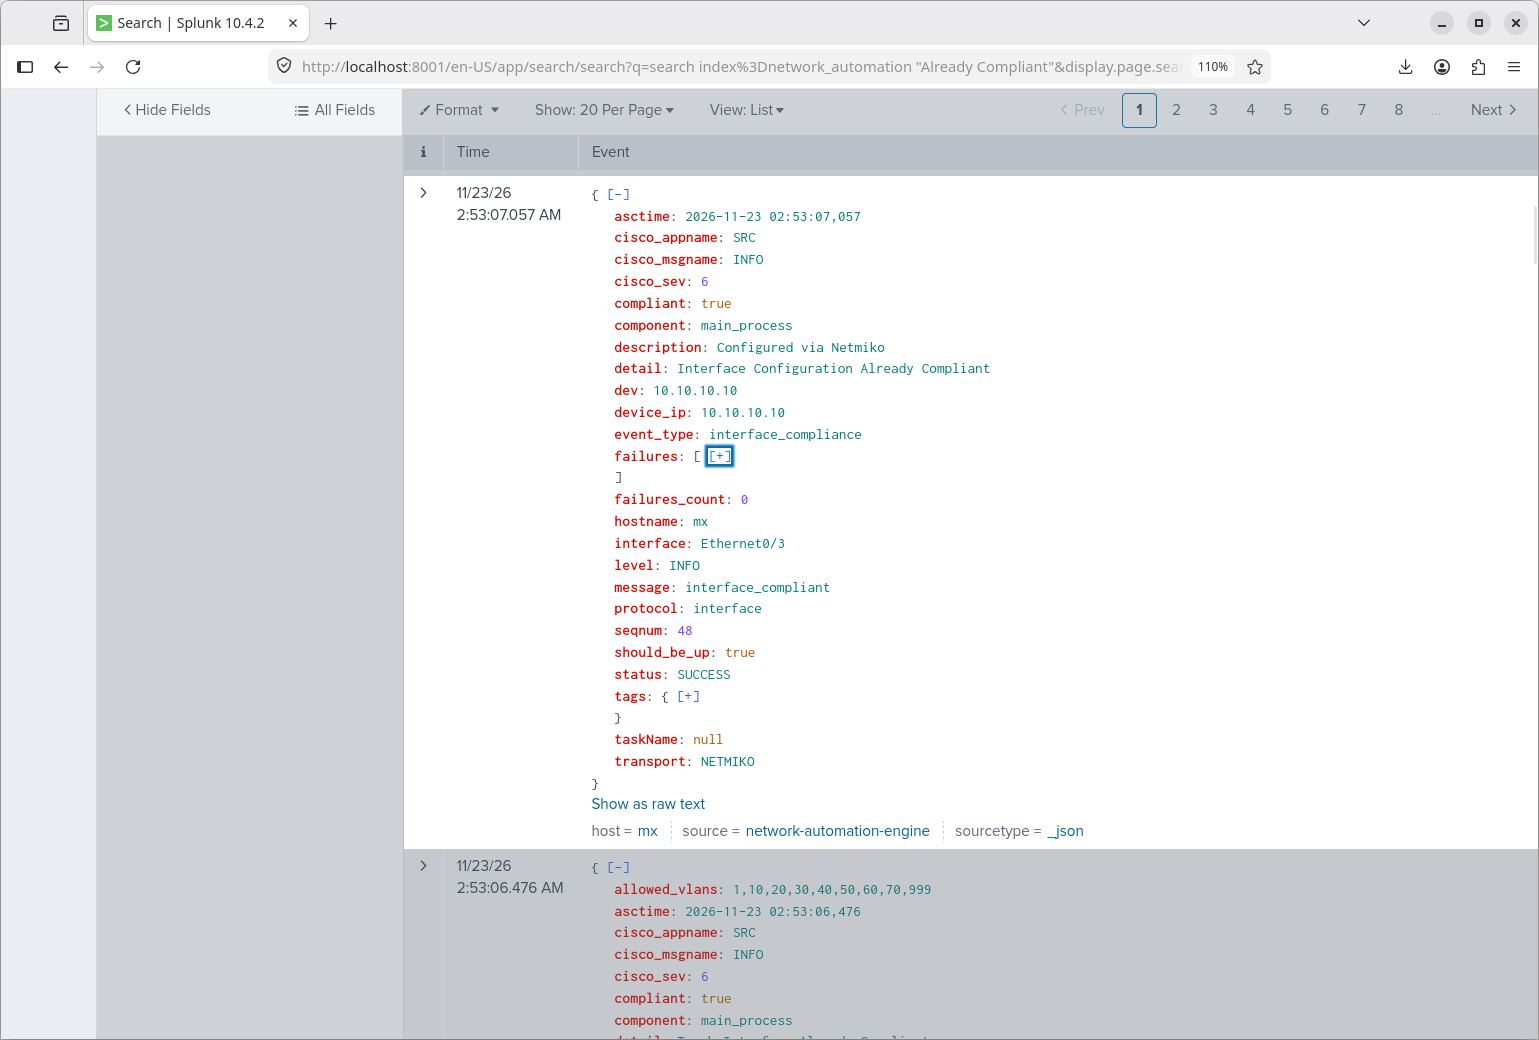 Search | Splunk 10.4.2
http://localhost:8001/en-US/app/search/search?q=search index%3Dnetwork_automation "Already Compliant"&display.page.sear
110%
Hide Fields
All Fields
Format
Show: 20 Per Page
View: List
Prev
1
2
3
4
5
6
7
8
...
Next
i
Time
Event
11/23/26
2:53:07.057 AM
{ [-]
asctime: 2026-11-23 02:53:07,057
cisco_appname: SRC
cisco_msgname: INFO
cisco_sev: 6
compliant: true
component: main_process
description: Configured via Netmiko
detail: Interface Configuration Already Compliant
dev: 10.10.10.10
device_ip: 10.10.10.10
event_type: interface_compliance
failures: [ [+]
]
failures_count: 0
hostname: mx
interface: Ethernet0/3
level: INFO
message: interface_compliant
protocol: interface
seqnum: 48
should_be_up: true
status: SUCCESS
tags: { [+]
}
taskName: null
transport: NETMIKO
}
Show as raw text
host = mx
source = network-automation-engine
sourcetype = _json
11/23/26
2:53:06.476 AM
{ [-]
allowed_vlans: 1,10,20,30,40,50,60,70,999
asctime: 2026-11-23 02:53:06,476
cisco_appname: SRC
cisco_msgname: INFO
cisco_sev: 6
compliant: true
component: main_process